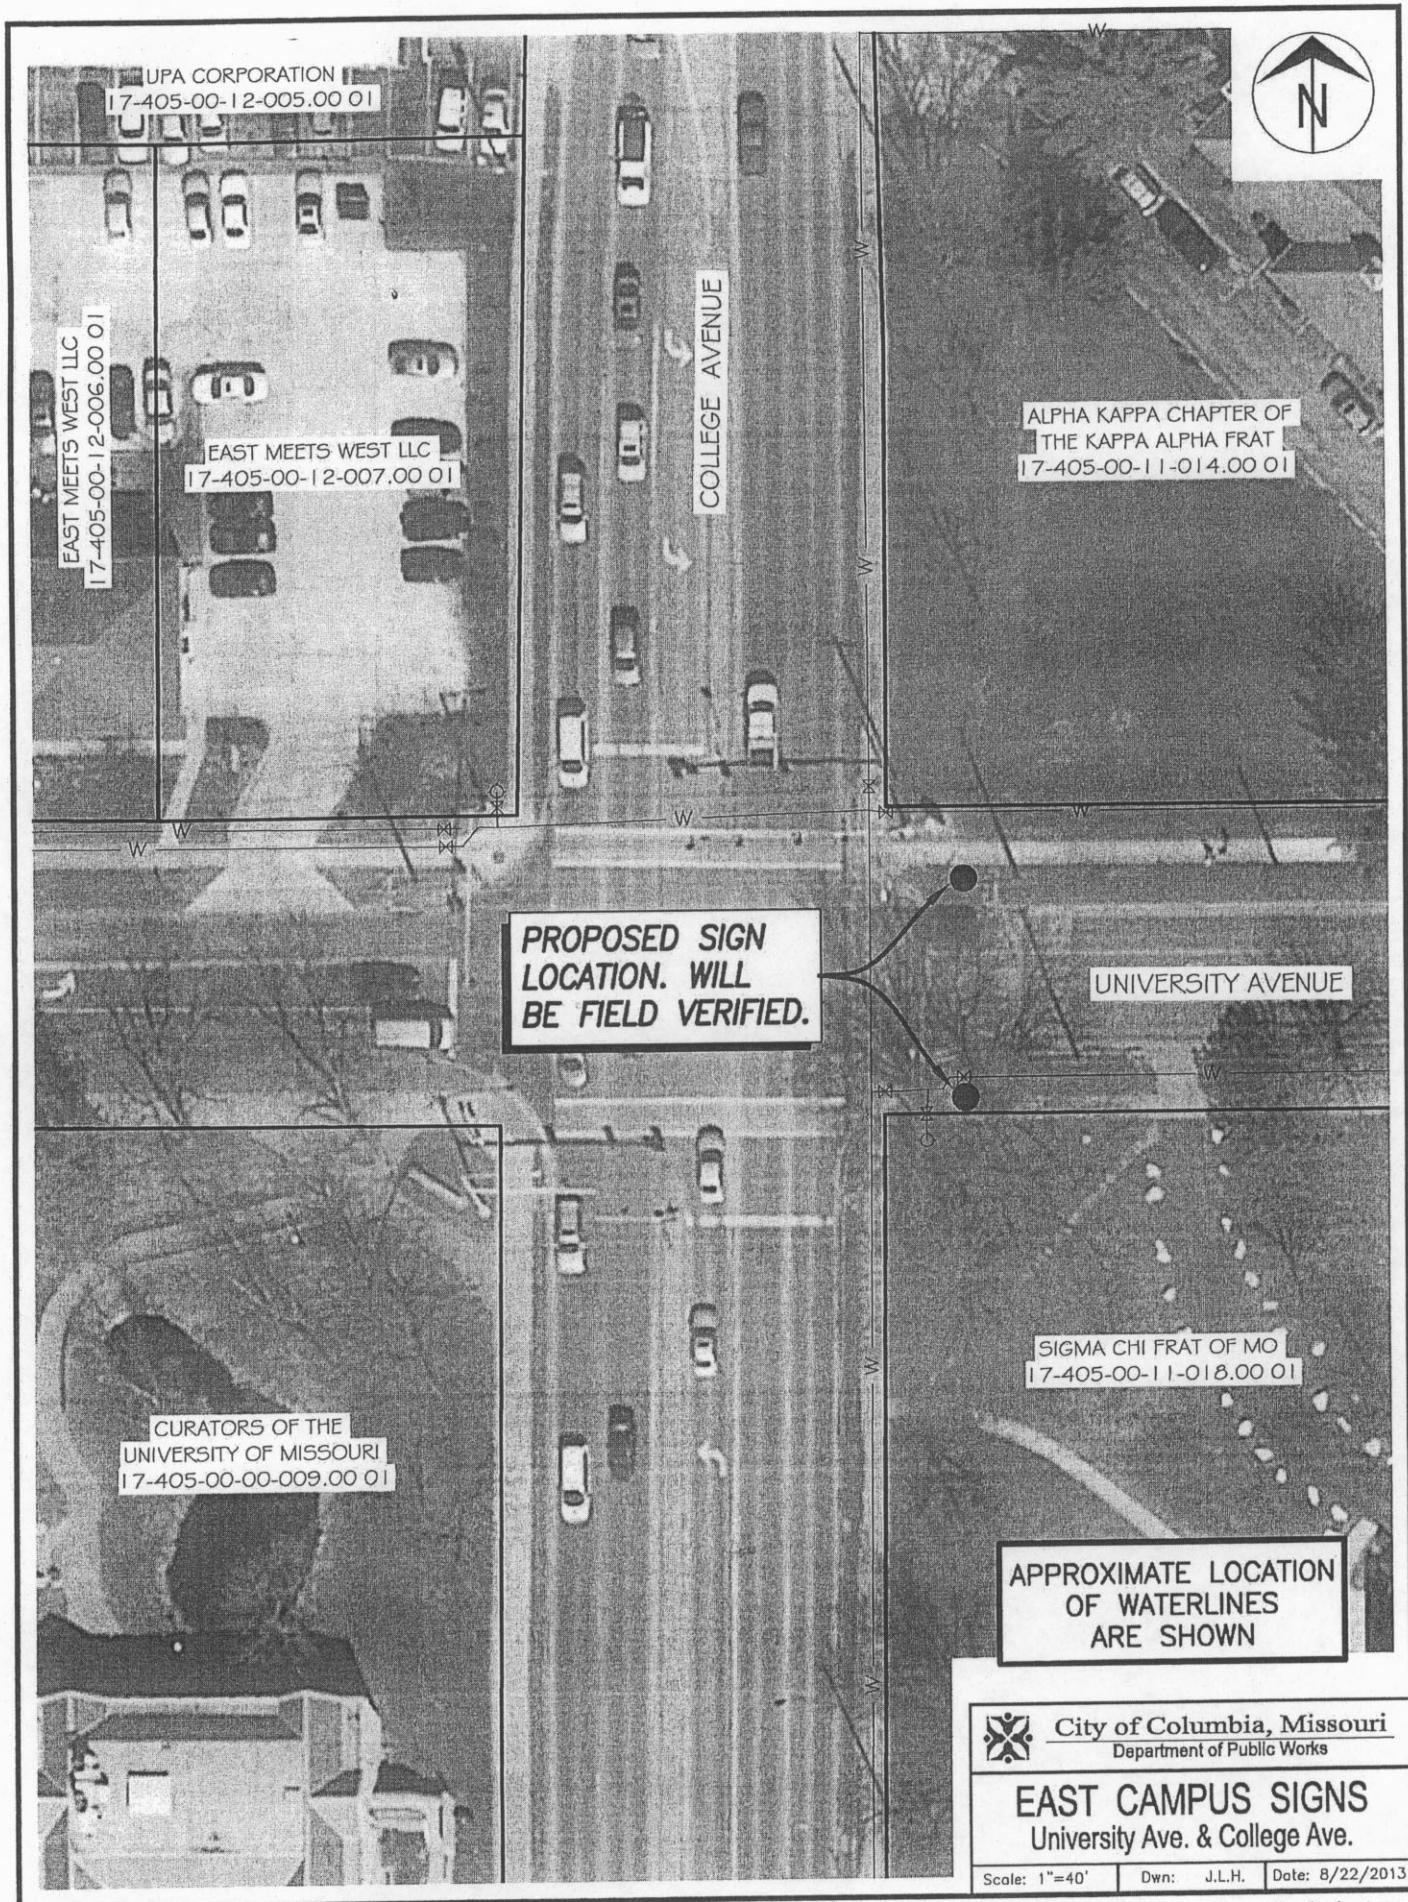 W
N
UPA CORPORATION
17-405-00-12-005.00 01
EAST MEETS WEST LLC
17-405-00-12-006.00 01
EAST MEETS WEST LLC
17-405-00-12-007.00 01
COLLEGE AVENUE
W
ALPHA KAPPA CHAPTER OF
THE KAPPA ALPHA FRAT
17-405-00-11-014.00 01
W
W
W
W
W
PROPOSED SIGN
LOCATION. WILL
BE FIELD VERIFIED.
UNIVERSITY AVENUE
W
W
SIGMA CHI FRAT OF MO
17-405-00-11-018.00 01
CURATORS OF THE
UNIVERSITY OF MISSOURI
17-405-00-00-009.00 01
APPROXIMATE LOCATION
OF WATERLINES
ARE SHOWN
W
City of Columbia, Missouri
Department of Public Works
EAST CAMPUS SIGNS
University Ave. & College Ave.
Scale: 1"=40' Dwn: J.L.H. Date: 8/22/2013